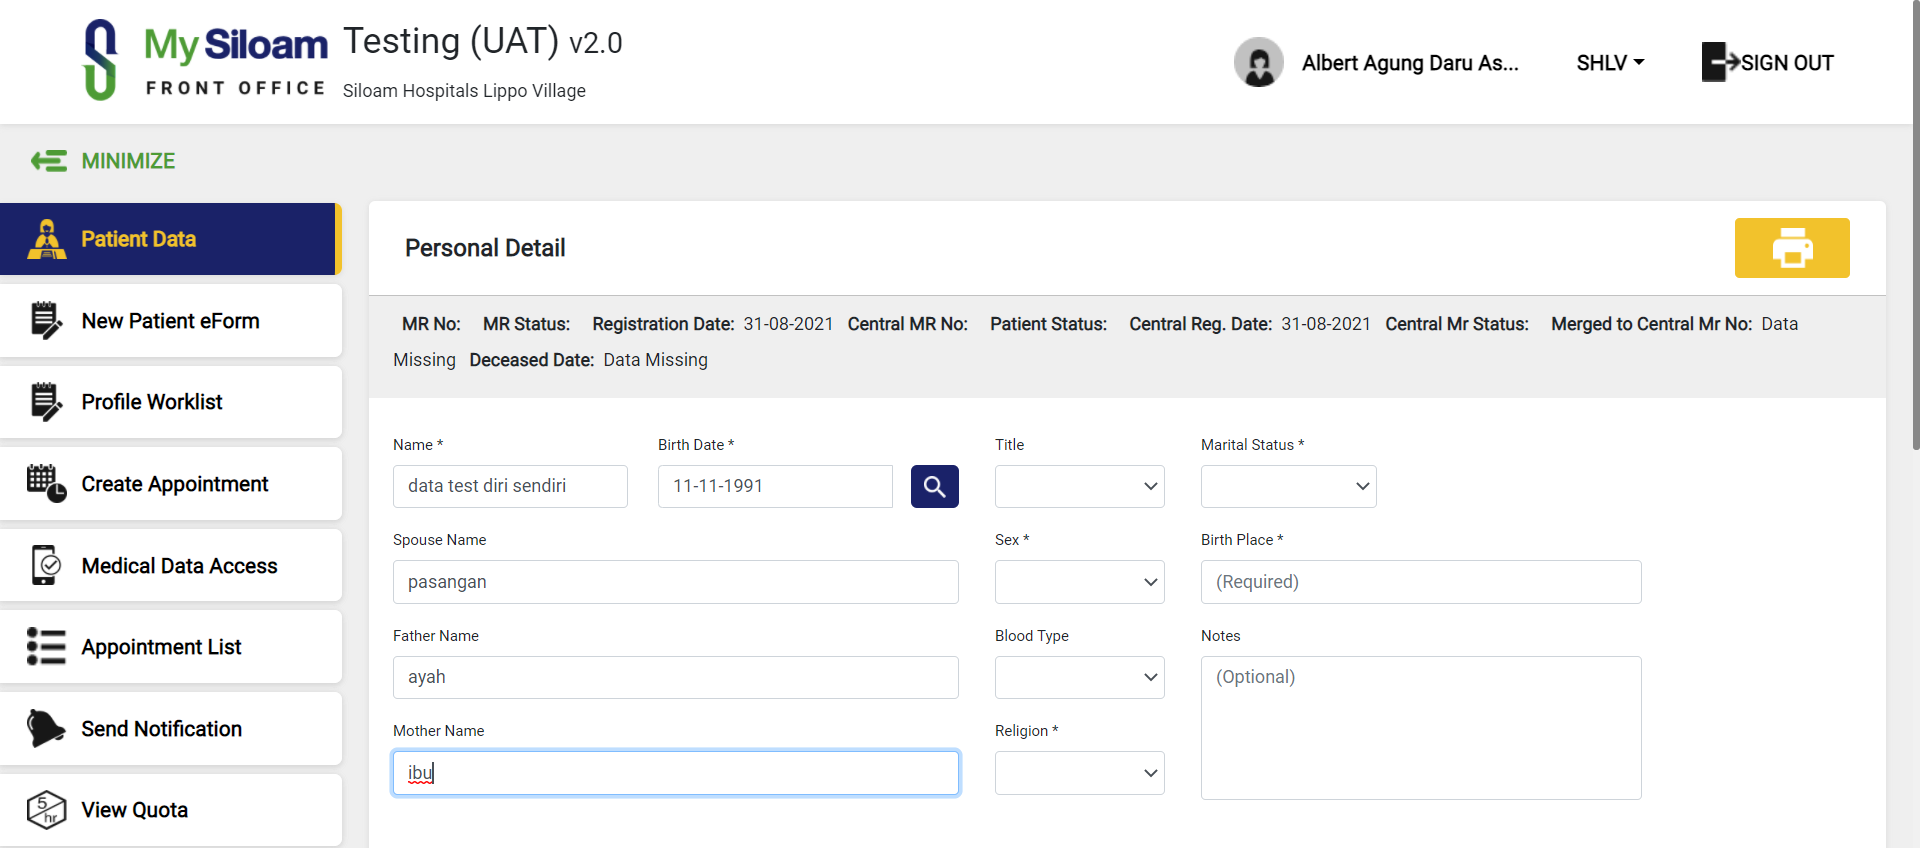 My Siloam
FRONT OFFICE
Testing (UAT) v2.0
Siloam Hospitals Lippo Village
Albert Agung Daru As...
SHLV
SIGN OUT
MINIMIZE
Patient Data
New Patient eForm
Profile Worklist
Create Appointment
Medical Data Access
Appointment List
Send Notification
5
hr
View Quota
Personal Detail
MR No: MR Status: Registration Date: 31-08-2021 Central MR No: Patient Status: Central Reg. Date: 31-08-2021 Central Mr Status: Merged to Central Mr No: Data
Missing Deceased Date: Data Missing
Name * Birth Date * Title Marital Status *
data test diri sendiri 11-11-1991
Spouse Name Sex * Birth Place *
pasangan (Required)
Father Name Blood Type Notes
ayah (Optional)
Mother Name Religion *
ibu